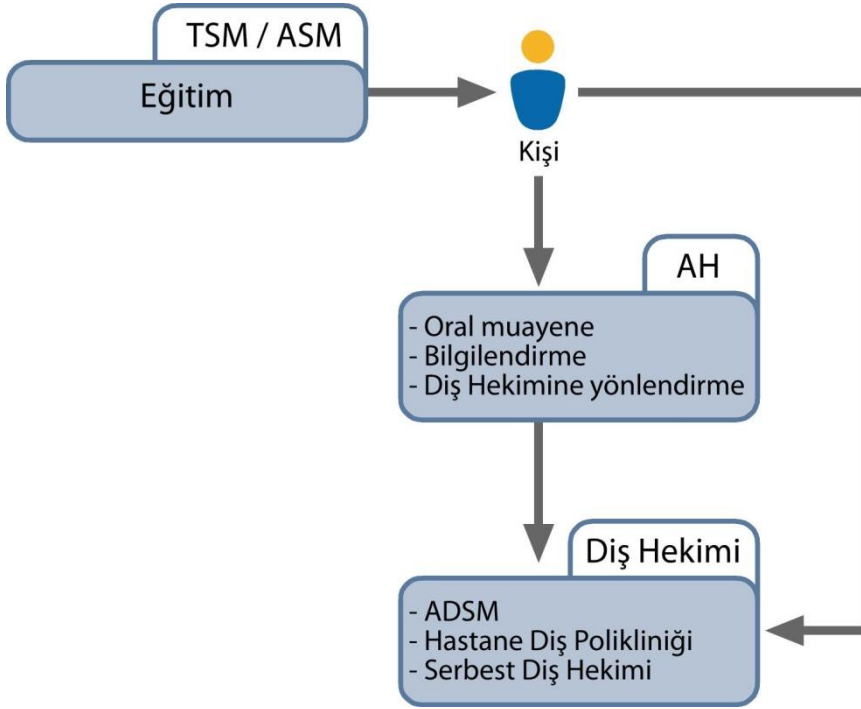 TSM / ASM
Eğitim
Kişi
AH
- Oral muayene
- Bilgilendirme
- Diş Hekimine yönlendirme
Diş Hekimi
- ADSM
- Hastane Diş Polikliniği
- Serbest Diş Hekimi